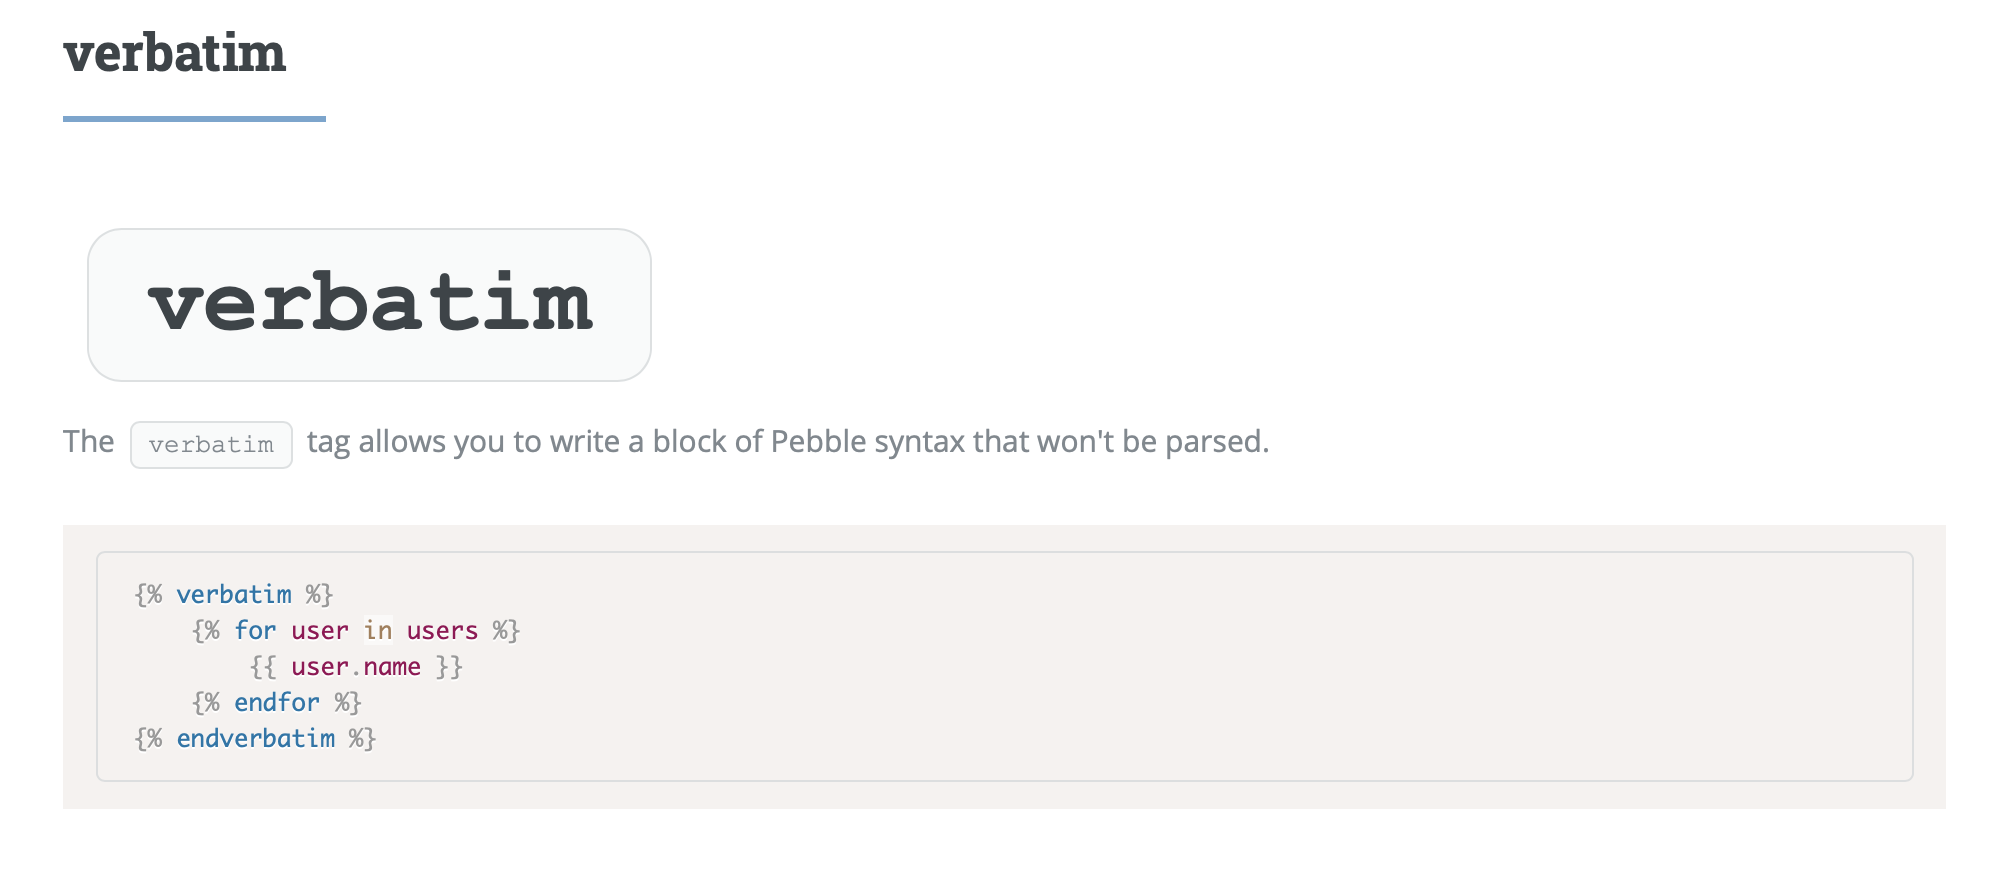 verbatim
verbatim
The verbatim tag allows you to write a block of Pebble syntax that won't be parsed.
{% verbatim %}
    {% for user in users %}
        {{ user.name }}
    {% endfor %}
{% endverbatim %}